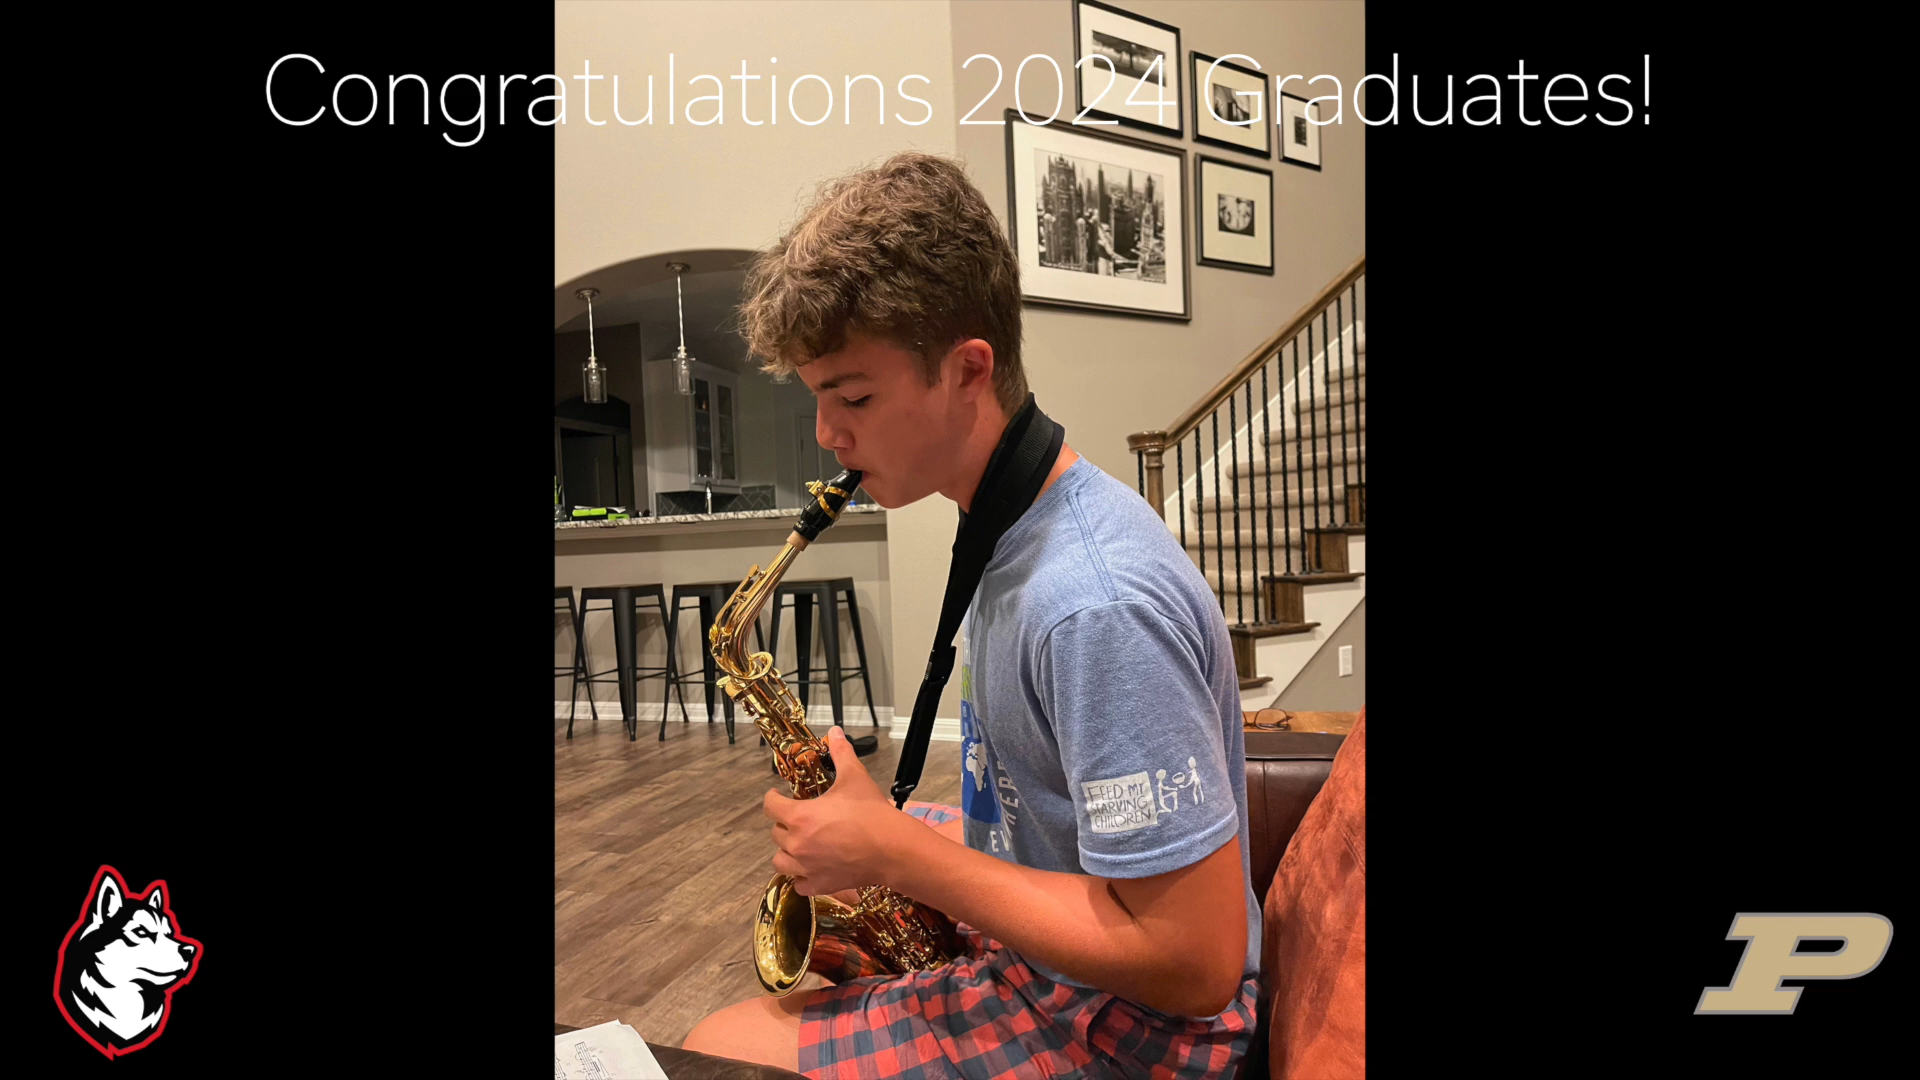 Congratulations 2024 Graduates!
FEED MY
STARVING
CHILDREN
P